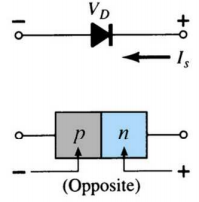 V_D
− +
I_s
p n
− +
(Opposite)